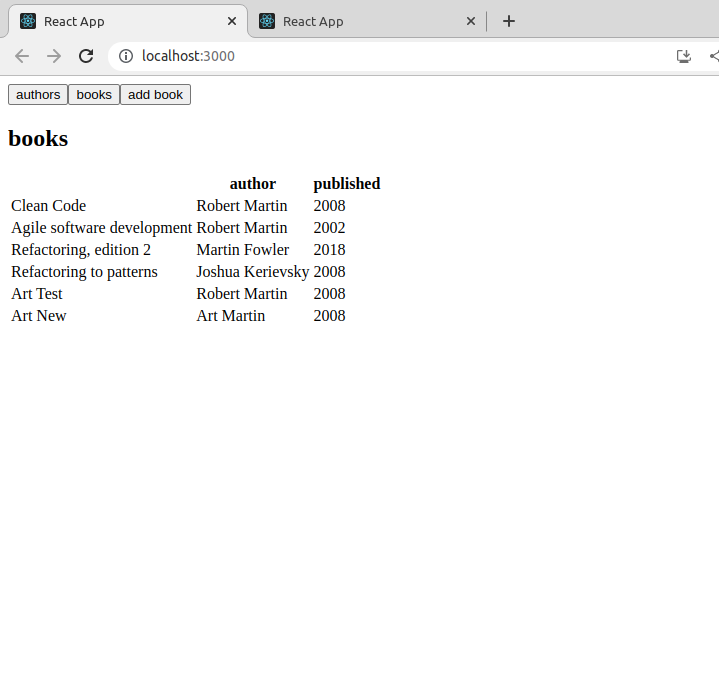 React App React App
localhost:3000
authors books add book
books
author published
Clean Code Robert Martin 2008
Agile software development Robert Martin 2002
Refactoring, edition 2 Martin Fowler 2018
Refactoring to patterns Joshua Kerievsky 2008
Art Test Robert Martin 2008
Art New Art Martin 2008